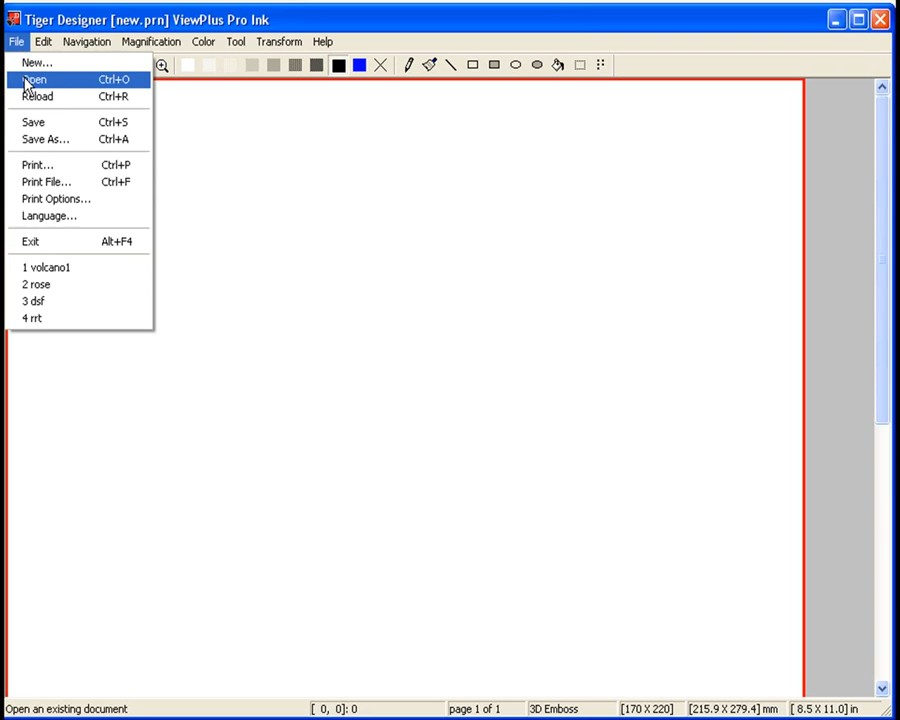 Tiger Designer [new.prn] ViewPlus Pro Ink
File Edit Navigation Magnification Color Tool Transform Help
New...
Open Ctrl+O
Reload Ctrl+R
Save Ctrl+S
Save As... Ctrl+A
Print... Ctrl+P
Print File... Ctrl+F
Print Options...
Language...
Exit Alt+F4
1 volcano1
2 rose
3 dsf
4 rrt
Open an existing document [ 0, 0]: 0 page 1 of 1 3D Emboss [170 X 220] [215.9 X 279.4] mm [ 8.5 X 11.0] in